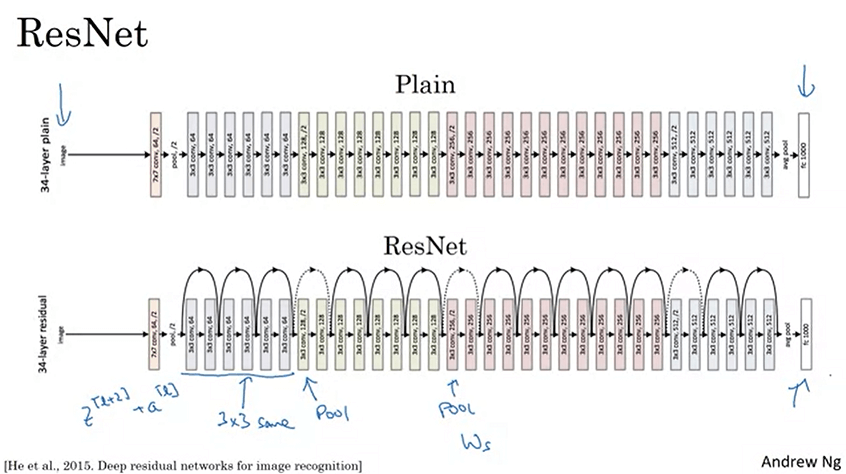 ResNet
Plain
34-layer plain
image
7x7 conv, 64, /2
pool, /2
3x3 conv, 64
3x3 conv, 64
3x3 conv, 64
3x3 conv, 64
3x3 conv, 64
3x3 conv, 64
3x3 conv, 128, /2
3x3 conv, 128
3x3 conv, 128
3x3 conv, 128
3x3 conv, 128
3x3 conv, 128
3x3 conv, 128
3x3 conv, 128
3x3 conv, 256, /2
3x3 conv, 256
3x3 conv, 256
3x3 conv, 256
3x3 conv, 256
3x3 conv, 256
3x3 conv, 256
3x3 conv, 256
3x3 conv, 256
3x3 conv, 256
3x3 conv, 256
3x3 conv, 256
3x3 conv, 512, /2
3x3 conv, 512
3x3 conv, 512
3x3 conv, 512
3x3 conv, 512
3x3 conv, 512
avg pool
fc 1000
ResNet
34-layer residual
image
7x7 conv, 64, /2
pool, /2
3x3 conv, 64
3x3 conv, 64
3x3 conv, 64
3x3 conv, 64
3x3 conv, 64
3x3 conv, 64
3x3 conv, 128, /2
3x3 conv, 128
3x3 conv, 128
3x3 conv, 128
3x3 conv, 128
3x3 conv, 128
3x3 conv, 128
3x3 conv, 128
3x3 conv, 256, /2
3x3 conv, 256
3x3 conv, 256
3x3 conv, 256
3x3 conv, 256
3x3 conv, 256
3x3 conv, 256
3x3 conv, 256
3x3 conv, 256
3x3 conv, 256
3x3 conv, 256
3x3 conv, 256
3x3 conv, 512, /2
3x3 conv, 512
3x3 conv, 512
3x3 conv, 512
3x3 conv, 512
3x3 conv, 512
avg pool
fc 1000
z[l+2] + a[l]
3x3 same
Pool
Pool
Ws
[He et al., 2015. Deep residual networks for image recognition]
Andrew Ng